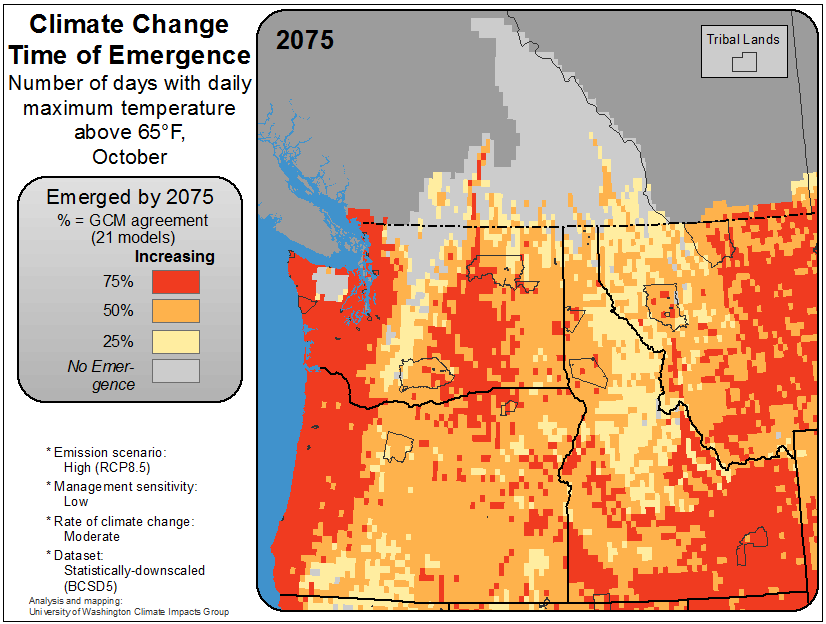 Climate Change
Time of Emergence
Number of days with daily
maximum temperature
above 65°F,
October
Emerged by 2075
% = GCM agreement
(21 models)
Increasing
75%
50%
25%
No Emer-
gence
* Emission scenario:
High (RCP8.5)
* Management sensitivity:
Low
* Rate of climate change:
Moderate
* Dataset:
Statistically-downscaled
(BCSD5)
Analysis and mapping:
University of Washington Climate Impacts Group
2075
Tribal Lands